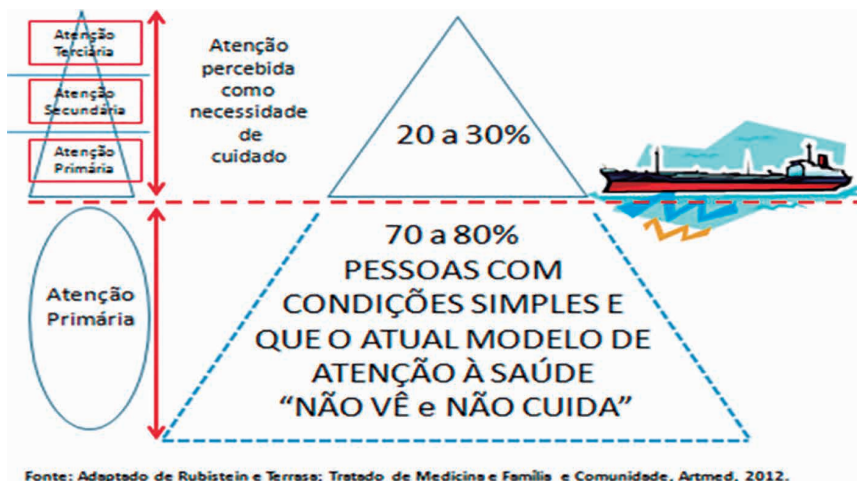 Atenção
Terciária
Atenção
Secundária
Atenção
Primária
Atenção
percebida
como
necessidade
de
cuidado
20 a 30%
Atenção
Primária
70 a 80%
PESSOAS COM
CONDIÇÕES SIMPLES E
QUE O ATUAL MODELO DE
ATENÇÃO À SAÚDE
“NÃO VÊ e NÃO CUIDA”
Fonte: Adaptado de Rubistein e Terrasa: Tratado de Medicina e Família e Comunidade. Artmed. 2012.